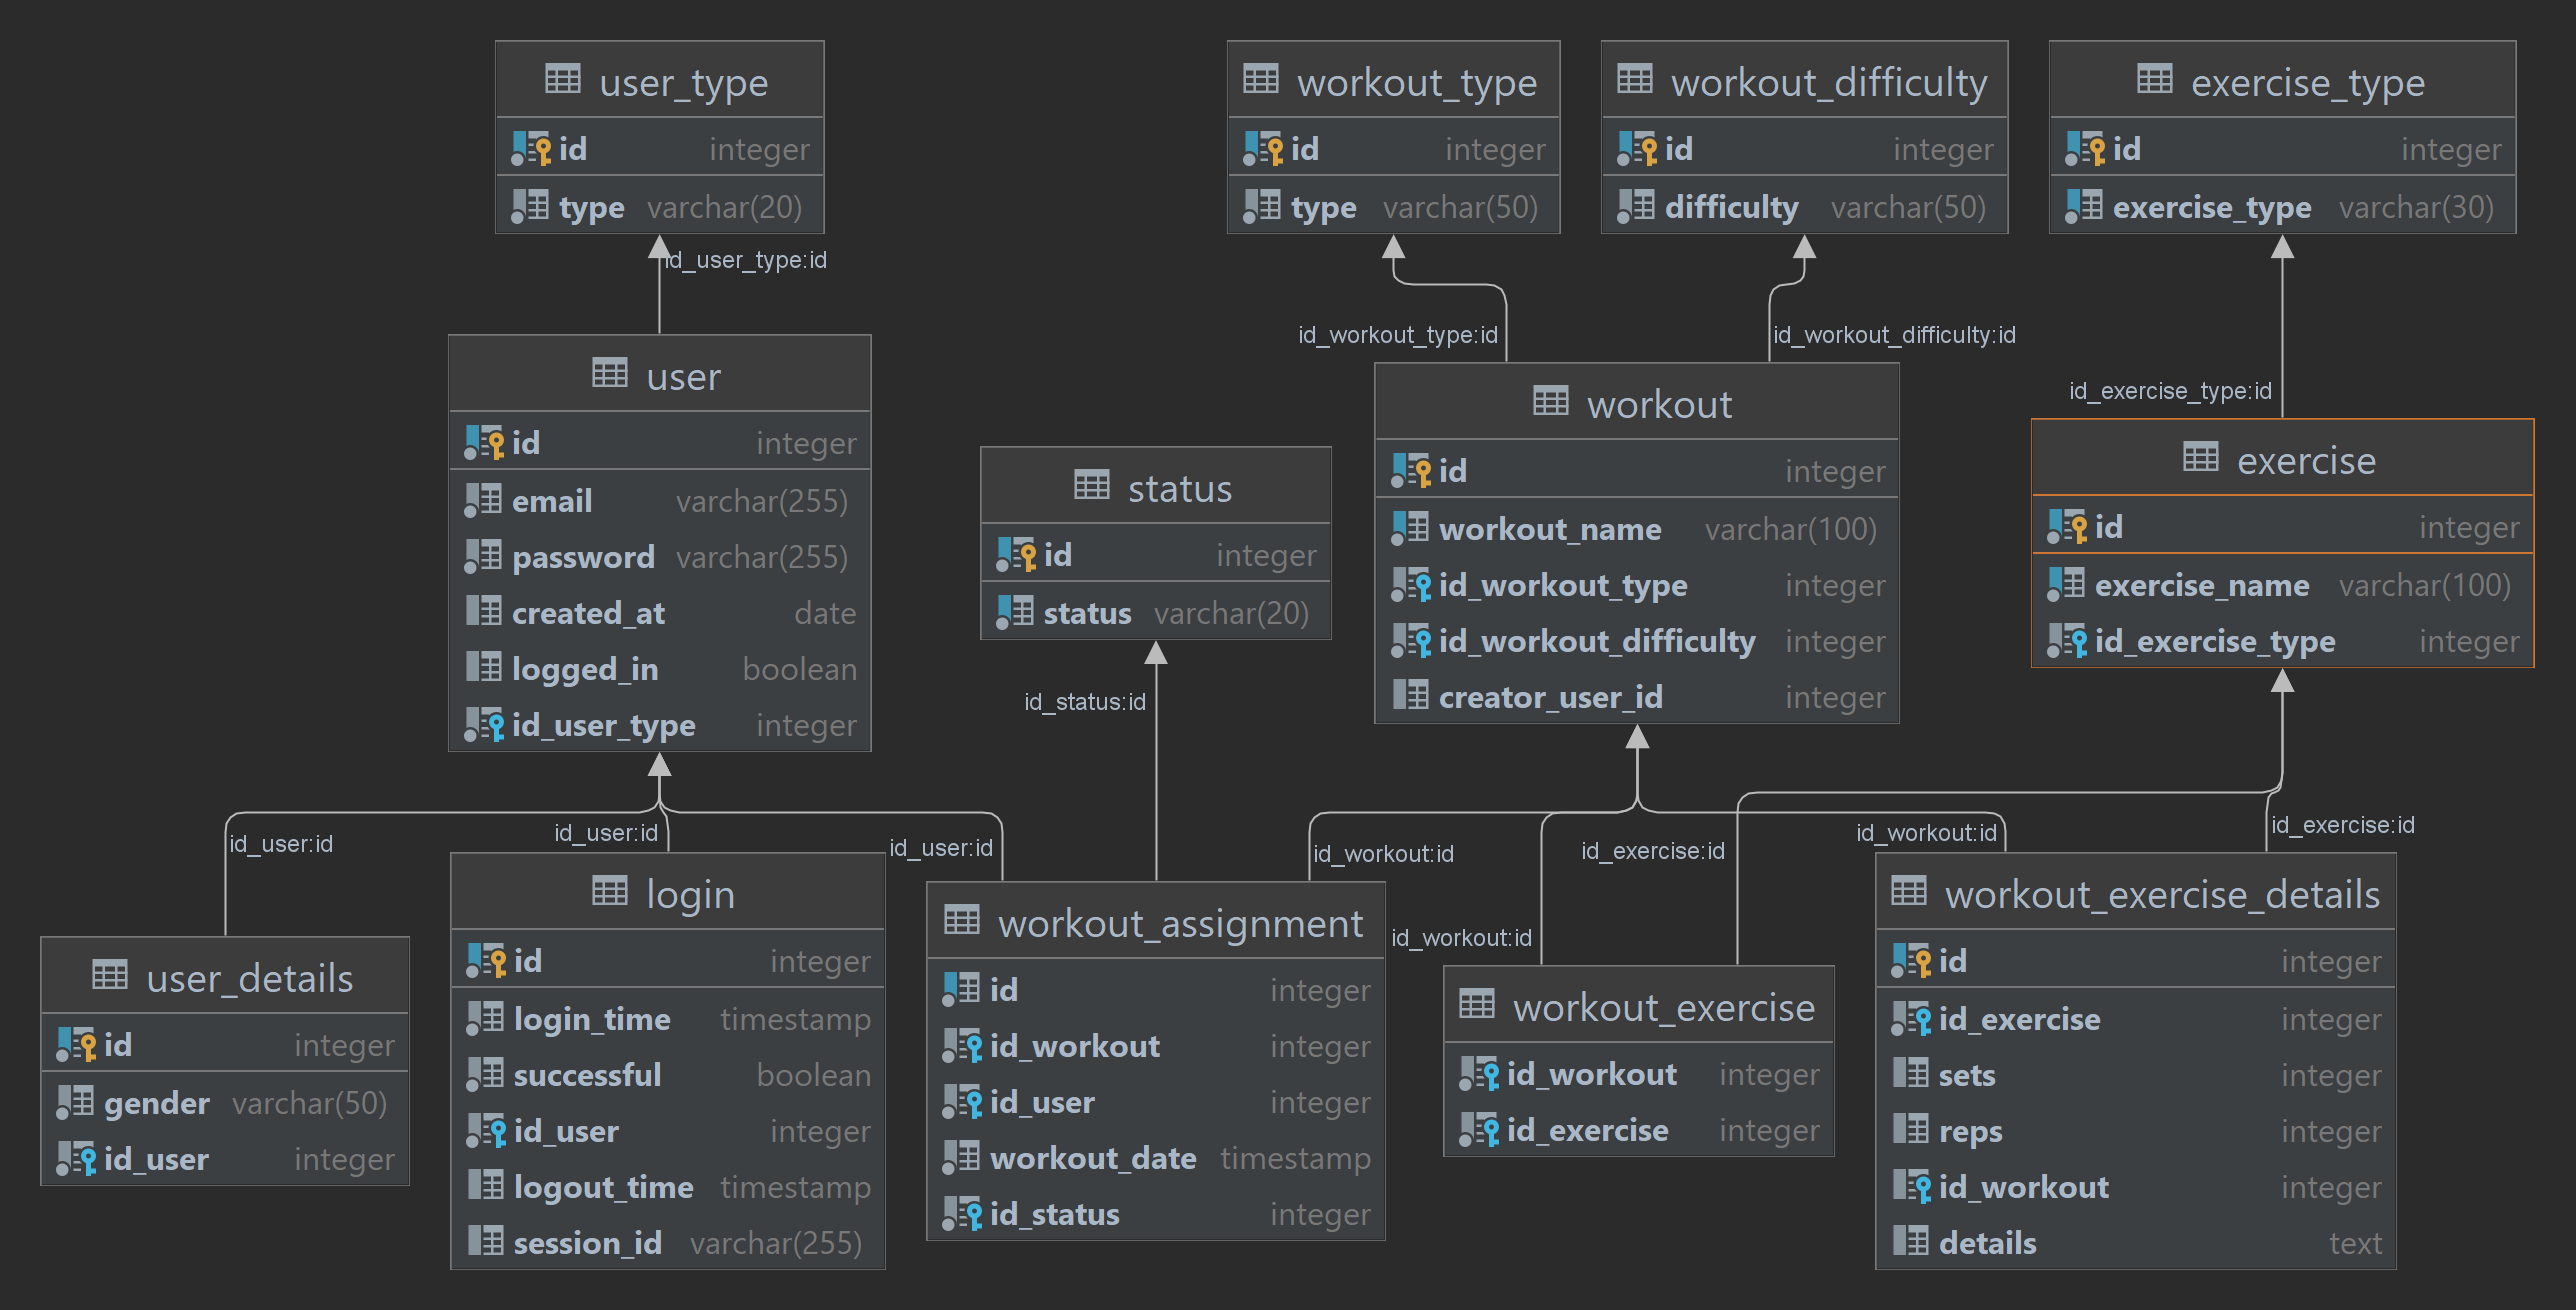 user_type
id integer
type varchar(20)
workout_type
id integer
type varchar(50)
workout_difficulty
id integer
difficulty varchar(50)
exercise_type
id integer
exercise_type varchar(30)
id_user_type:id
id_workout_type:id
id_workout_difficulty:id
id_exercise_type:id
user
id integer
email varchar(255)
password varchar(255)
created_at date
logged_in boolean
id_user_type integer
status
id integer
status varchar(20)
workout
id integer
workout_name varchar(100)
id_workout_type integer
id_workout_difficulty integer
creator_user_id integer
exercise
id integer
exercise_name varchar(100)
id_exercise_type integer
id_status:id
id_user:id
id_user:id
id_user:id
id_workout:id
id_workout:id
id_exercise:id
id_workout:id
id_exercise:id
user_details
id integer
gender varchar(50)
id_user integer
login
id integer
login_time timestamp
successful boolean
id_user integer
logout_time timestamp
session_id varchar(255)
workout_assignment
id integer
id_workout integer
id_user integer
workout_date timestamp
id_status integer
workout_exercise
id_workout integer
id_exercise integer
workout_exercise_details
id integer
id_exercise integer
sets integer
reps integer
id_workout integer
details text